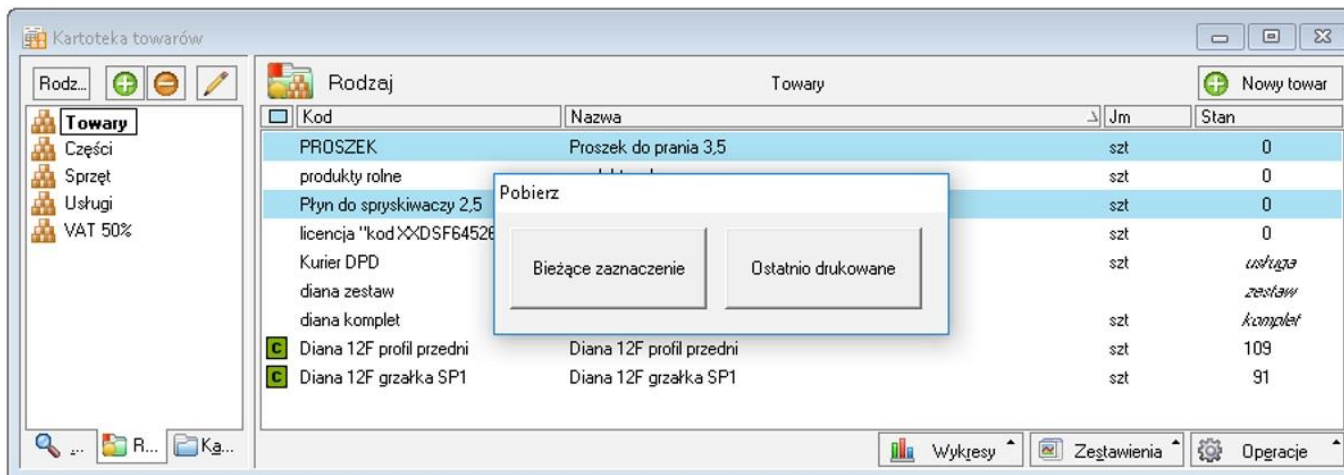 Kartoteka towarów
Rodz...
Rodzaj
Towary
Nowy towar
Kod Nazwa Jm Stan
Towary
Części
Sprzęt
Usługi
VAT 50%
PROSZEK Proszek do prania 3,5 szt 0
produkty rolne szt 0
Płyn do spryskiwaczy 2,5 szt 0
licencja "kod XXDSF64526 szt 0
Kurier DPD szt usługa
diana zestaw zestaw
diana komplet szt komplet
C Diana 12F profil przedni Diana 12F profil przedni szt 109
C Diana 12F grzałka SP1 Diana 12F grzałka SP1 szt 91
Pobierz
Bieżące zaznaczenie
Ostatnio drukowane
... R... Ka...
Wykresy
Zestawienia
Operacje